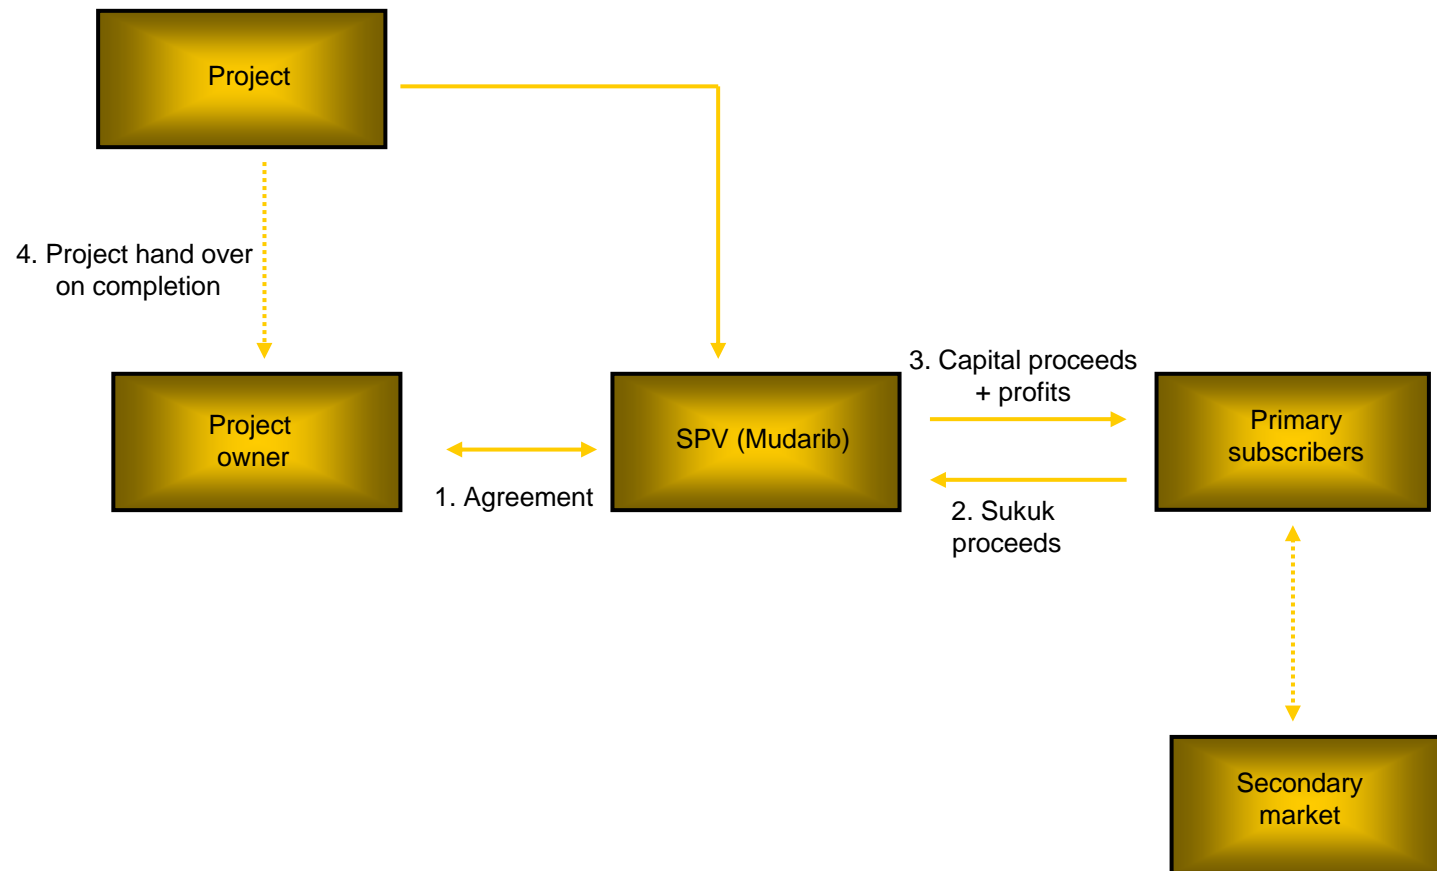 Project
4. Project hand over
on completion
Project
owner
1. Agreement
SPV (Mudarib)
3. Capital proceeds
+ profits
2. Sukuk
proceeds
Primary
subscribers
Secondary
market